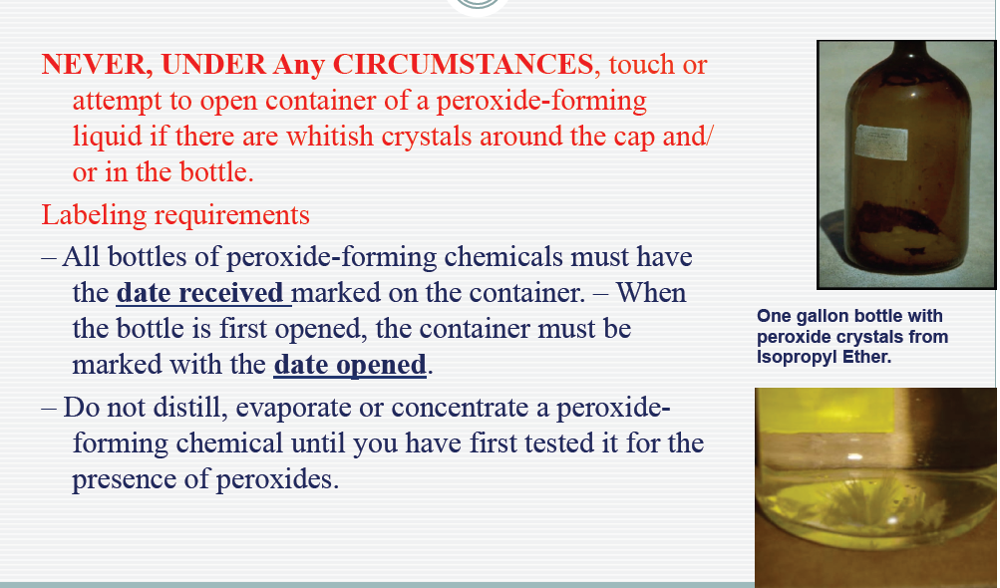 NEVER, UNDER Any CIRCUMSTANCES, touch or
attempt to open container of a peroxide-forming
liquid if there are whitish crystals around the cap and/
or in the bottle.
Labeling requirements
– All bottles of peroxide-forming chemicals must have
the date received marked on the container. – When
the bottle is first opened, the container must be
marked with the date opened.
– Do not distill, evaporate or concentrate a peroxide-
forming chemical until you have first tested it for the
presence of peroxides.
One gallon bottle with
peroxide crystals from
Isopropyl Ether.